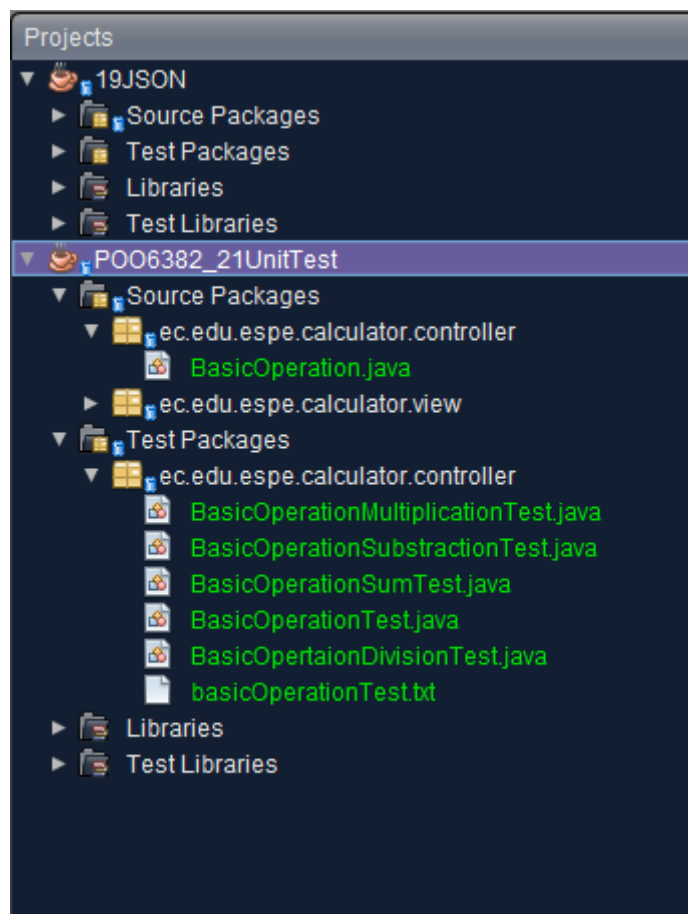 Projects
19JSON
Source Packages
Test Packages
Libraries
Test Libraries
POO6382_21UnitTest
Source Packages
ec.edu.espe.calculator.controller
BasicOperation.java
ec.edu.espe.calculator.view
Test Packages
ec.edu.espe.calculator.controller
BasicOperationMultiplicationTest.java
BasicOperationSubstractionTest.java
BasicOperationSumTest.java
BasicOperationTest.java
BasicOpertaionDivisionTest.java
basicOperationTest.txt
Libraries
Test Libraries